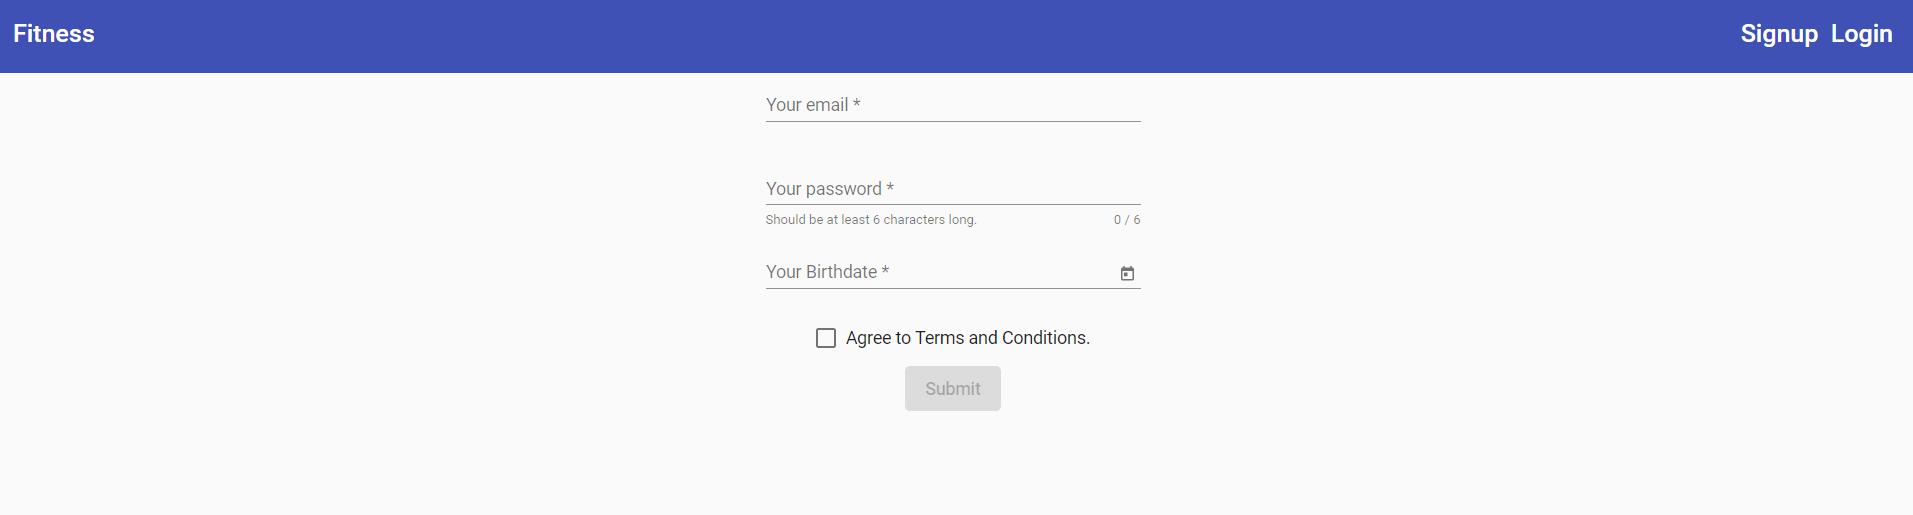 Fitness Signup Login
Your email *
Your password *
Should be at least 6 characters long. 0 / 6
Your Birthdate *
Agree to Terms and Conditions.
Submit